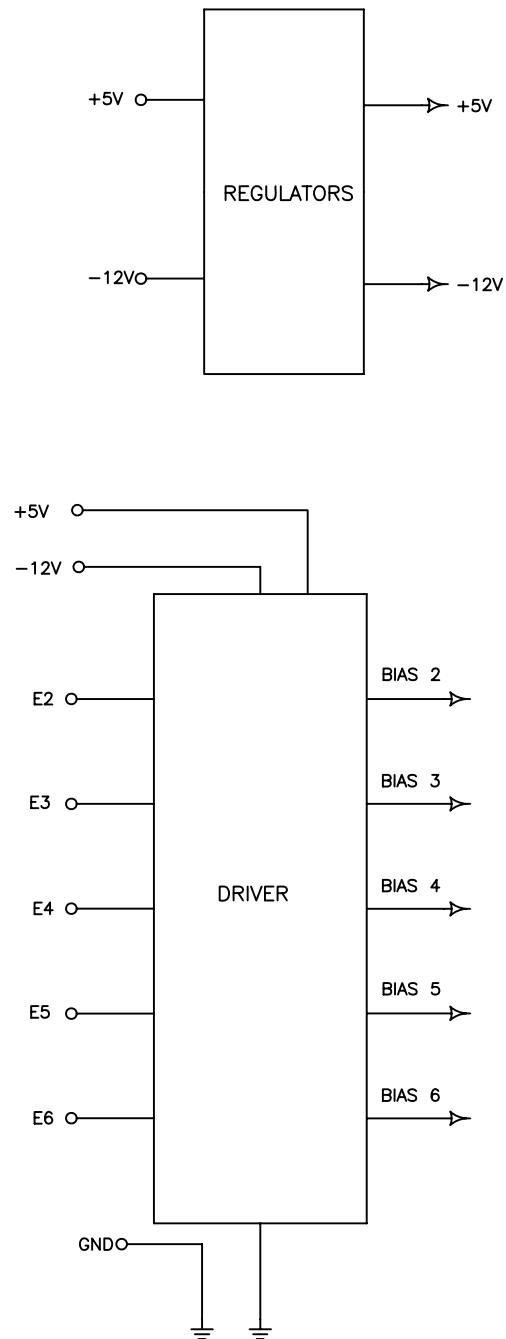 +5V
+5V
REGULATORS
-12V
-12V
+5V
-12V
BIAS 2
E2
BIAS 3
E3
BIAS 4
E4
DRIVER
BIAS 5
E5
BIAS 6
E6
GND